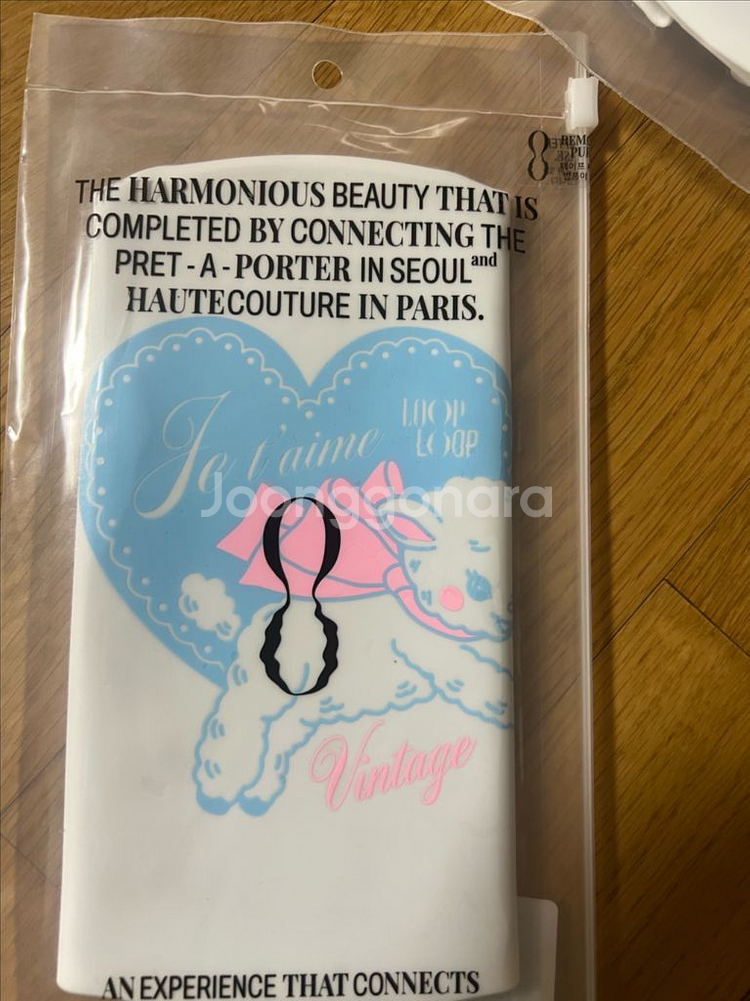 THE HARMONIOUS BEAUTY THAT IS
COMPLETED BY CONNECTING THE
PRET-A-PORTER IN SEOUL and
HAUTECOUTURE IN PARIS.
Je t'aime
LOOP
LOOP
Joonggonara
8
Vintage
AN EXPERIENCE THAT CONNECTS